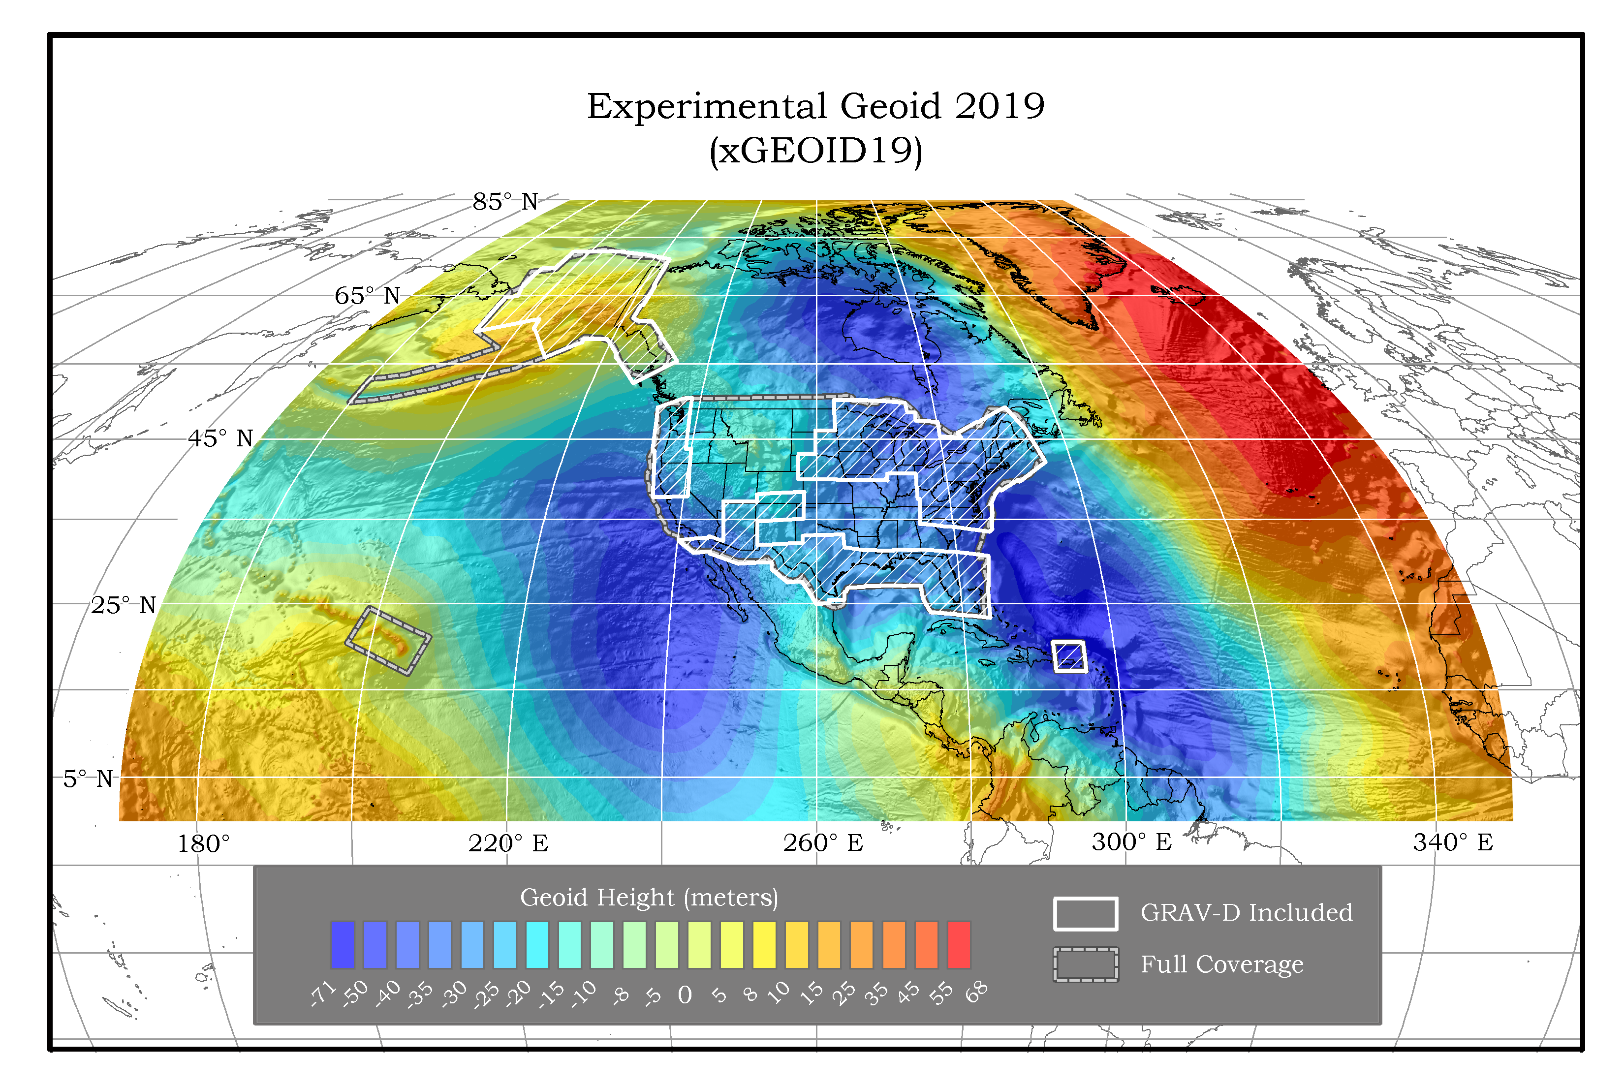 Experimental Geoid 2019
(xGEOID19)
85° N
65° N
45° N
25° N
5° N
180° 220° E 260° E 300° E 340° E
Geoid Height (meters)
-71 -50 -40 -35 -30 -25 -20 -15 -10 -8 -5 0 5 8 10 15 25 35 45 55 68
GRAV-D Included
Full Coverage